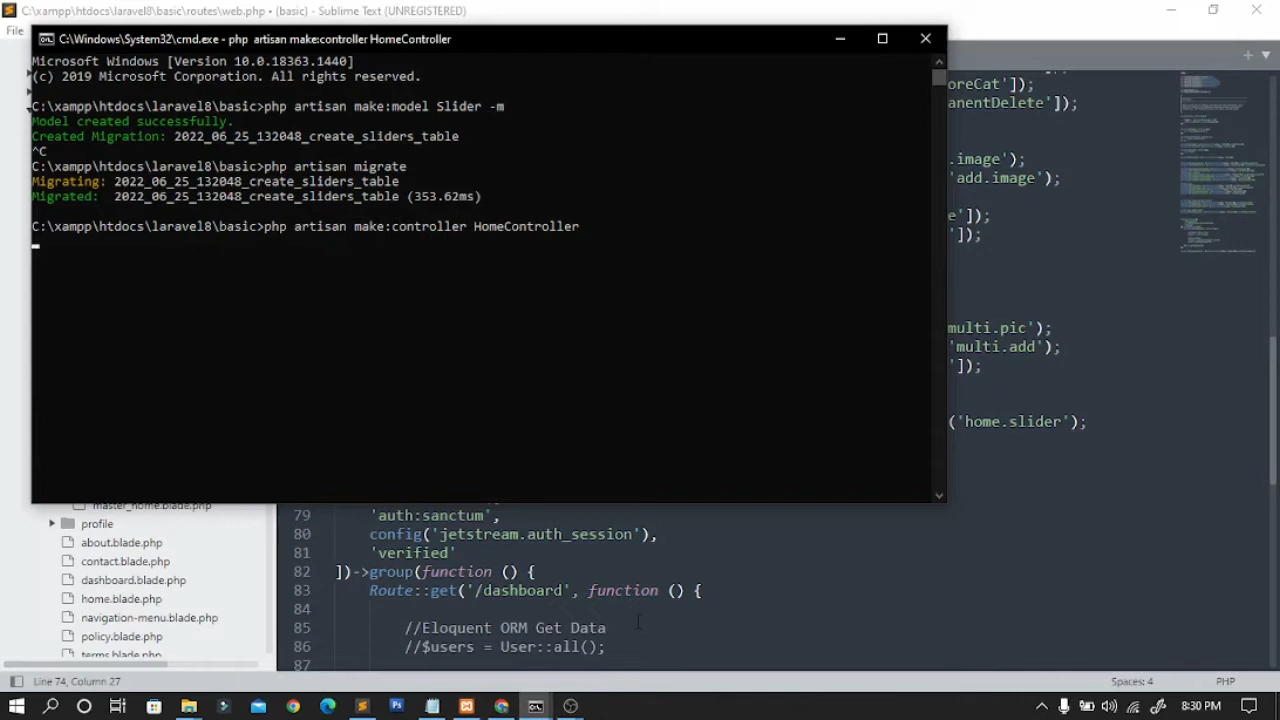 C:\xampp\htdocs\laravel8\basic\routes\web.php • (basic) - Sublime Text (UNREGISTERED)
File
C:\Windows\System32\cmd.exe - php artisan make:controller HomeController
Microsoft Windows [Version 10.0.18363.1440]
(c) 2019 Microsoft Corporation. All rights reserved.
C:\xampp\htdocs\laravel8\basic>php artisan make:model Slider -m
Model created successfully.
Created Migration: 2022_06_25_132048_create_sliders_table
^C
C:\xampp\htdocs\laravel8\basic>php artisan migrate
Migrating: 2022_06_25_132048_create_sliders_table
Migrated: 2022_06_25_132048_create_sliders_table (353.62ms)
C:\xampp\htdocs\laravel8\basic>php artisan make:controller HomeController
oreCat']);
anentDelete']);
.image');
'add.image');
e']);
']);
multi.pic');
'multi.add');
']);
('home.slider');
master_home.blade.php
profile
about.blade.php
contact.blade.php
dashboard.blade.php
home.blade.php
navigation-menu.blade.php
policy.blade.php
terms.blade.php
79 'auth:sanctum',
80 config('jetstream.auth_session'),
81 'verified'
82 ])->group(function () {
83 Route::get('/dashboard', function () {
84
85 //Eloquent ORM Get Data
86 //$users = User::all();
87
Line 74, Column 27
Spaces: 4
PHP
8:30 PM